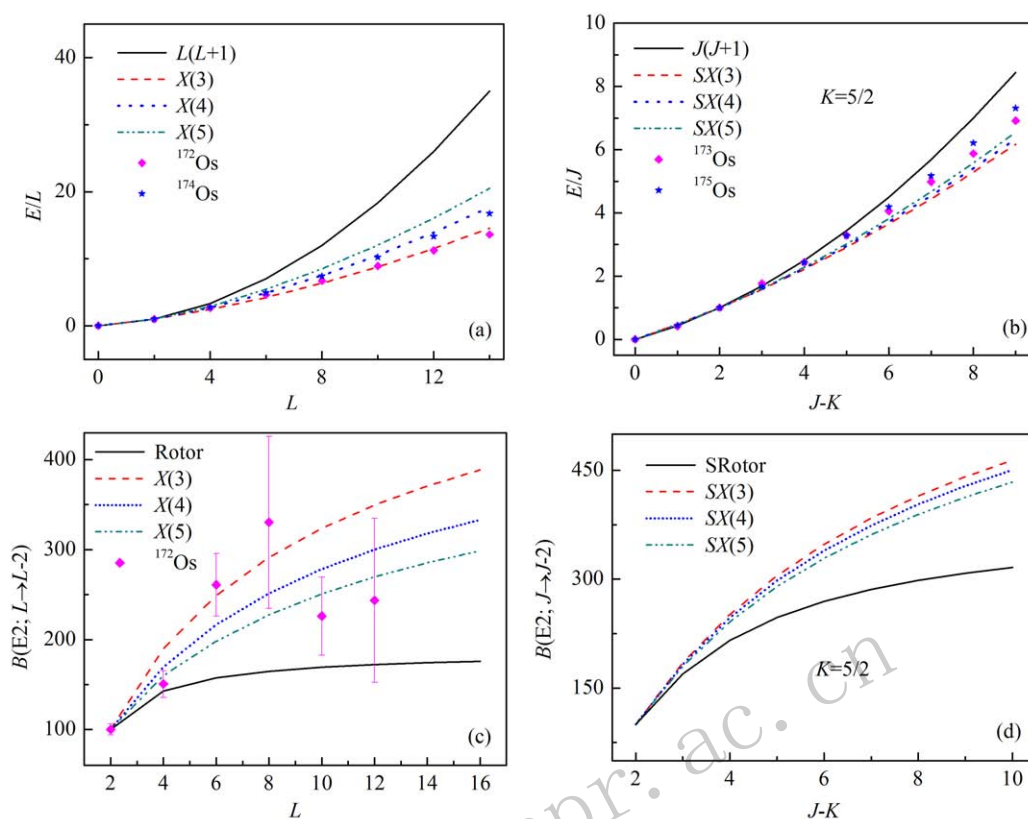 40
20
0
E/L
L(L+1)
X(3)
X(4)
X(5)
¹⁷²Os
¹⁷⁴Os
(a)
0 4 8 12
L
10
8
6
4
2
0
E/J
J(J+1)
SX(3)
SX(4)
SX(5)
¹⁷³Os
¹⁷⁵Os
K=5/2
(b)
0 2 4 6 8
J-K
400
300
200
100
B(E2; L→L-2)
Rotor
X(3)
X(4)
X(5)
¹⁷²Os
(c)
2 4 6 8 10 12 14 16
L
450
300
150
B(E2; J→J-2)
SRotor
SX(3)
SX(4)
SX(5)
K=5/2
(d)
2 4 6 8 10
J-K
.ac.cn